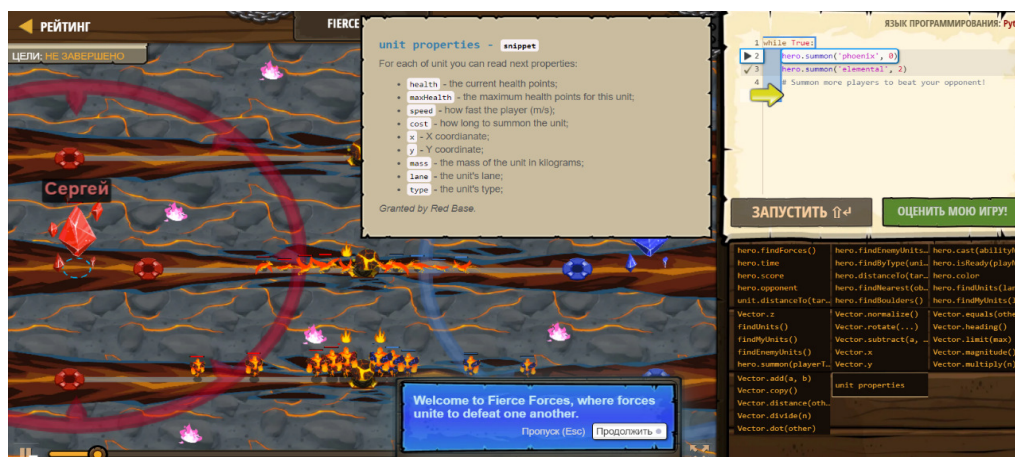 РЕЙТИНГ
FIERCE
ЦЕЛИ: НЕ ЗАВЕРШЕНО
Сергей
unit properties - snippet
For each of unit you can read next properties:
health - the current health points;
maxHealth - the maximum health points for this unit;
speed - how fast the player (m/s);
cost - how long to summon the unit;
x - X coordianate;
y - Y coordinate;
mass - the mass of the unit in kilograms;
lane - the unit's lane;
type - the unit's type;
Granted by Red Base.
Welcome to Fierce Forces, where forces
unite to defeat one another.
Пропуск (Esc) Продолжить
ЯЗЫК ПРОГРАММИРОВАНИЯ: Pyt
1 while True:
2 hero.summon('phoenix', 0)
3 hero.summon('elemental', 2)
4 # Summon more players to beat your opponent!
ЗАПУСТИТЬ ⇧↵
ОЦЕНИТЬ МОЮ ИГРУ!
hero.findForces() hero.findEnemyUnits… hero.cast(abilityN
hero.time hero.findByType(uni… hero.isReady(playN
hero.score hero.distanceTo(tar… hero.color
hero.opponent hero.findNearest(ob… hero.findUnits(lan
unit.distanceTo(tar… hero.findBoulders() hero.findMyUnits(l
Vector.z Vector.normalize() Vector.equals(othe
findUnits() Vector.rotate(...) Vector.heading()
findMyUnits() Vector.subtract(a, … Vector.limit(max)
findEnemyUnits() Vector.x Vector.magnitude()
hero.summon(playerT… Vector.y Vector.multiply(n)
Vector.add(a, b)
unit properties
Vector.copy()
Vector.distance(oth…
Vector.divide(n)
Vector.dot(other)